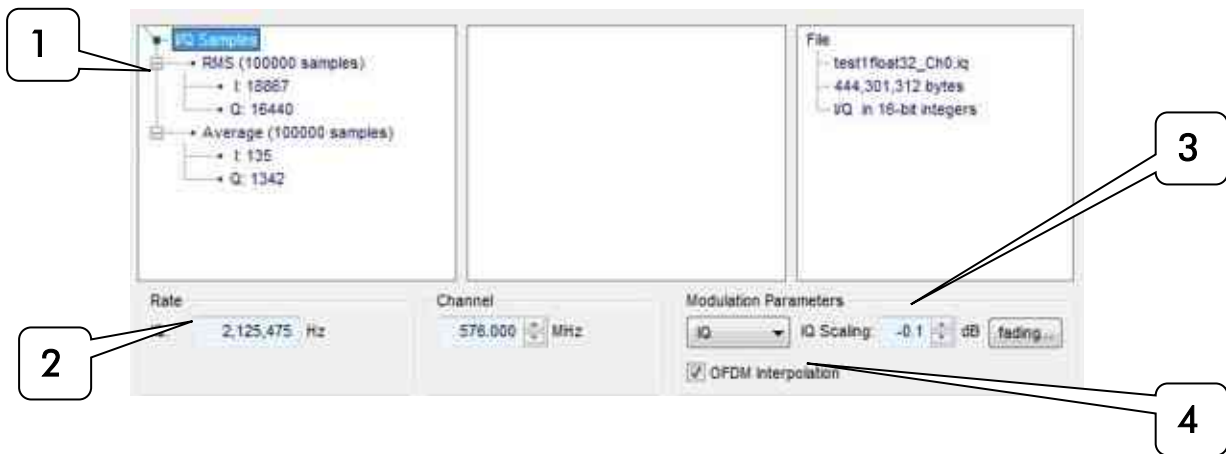 1
I/Q Samples
RMS (100000 samples)
I: 18867
Q: 16440
Average (100000 samples)
I: 135
Q: 1342
File
test1float32_Ch0.iq
444,301,312 bytes
I/Q in 16-bit integers
3
Rate
2,125,475 Hz
2
Channel
576.000 MHz
Modulation Parameters
IQ IQ Scaling: -0.1 dB fading...
OFDM Interpolation
4